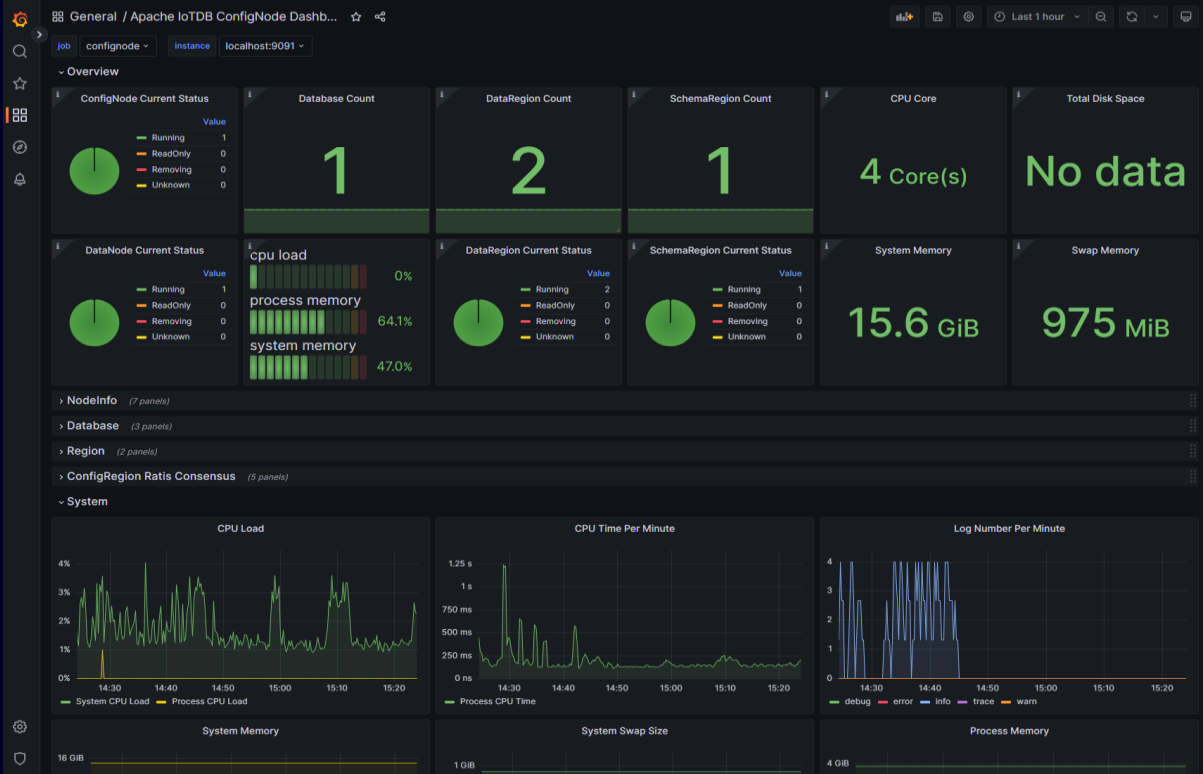 General / Apache IoTDB ConfigNode Dashb...
Last 1 hour
job confignode instance localhost:9091
Overview
ConfigNode Current Status
Value
Running 1
ReadOnly 0
Removing 0
Unknown 0
Database Count
1
DataRegion Count
2
SchemaRegion Count
1
CPU Core
4 Core(s)
Total Disk Space
No data
DataNode Current Status
Value
Running 1
ReadOnly 0
Removing 0
Unknown 0
cpu load
0%
process memory
64.1%
system memory
47.0%
DataRegion Current Status
Value
Running 2
ReadOnly 0
Removing 0
Unknown 0
SchemaRegion Current Status
Value
Running 1
ReadOnly 0
Removing 0
Unknown 0
System Memory
15.6 GiB
Swap Memory
975 MiB
NodeInfo (7 panels)
Database (3 panels)
Region (2 panels)
ConfigRegion Ratis Consensus (5 panels)
System
CPU Load
4%
3%
2%
1%
0%
14:30 14:40 14:50 15:00 15:10 15:20
System CPU Load Process CPU Load
CPU Time Per Minute
1.25 s
1 s
750 ms
500 ms
250 ms
0 ns
14:30 14:40 14:50 15:00 15:10 15:20
Process CPU Time
Log Number Per Minute
4
3
2
1
0
14:30 14:40 14:50 15:00 15:10 15:20
debug error info trace warn
System Memory
16 GiB
System Swap Size
1 GiB
Process Memory
4 GiB